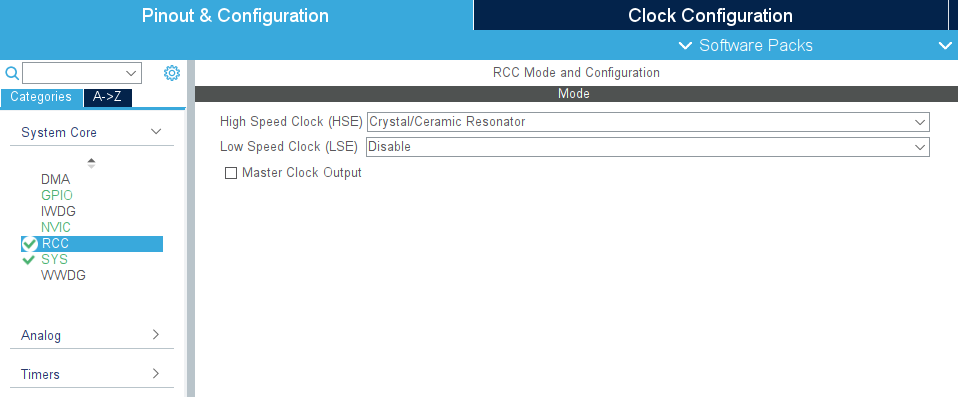 Pinout & Configuration
Clock Configuration
Software Packs
Categories
A->Z
System Core
DMA
GPIO
IWDG
NVIC
RCC
SYS
WWDG
Analog
Timers
RCC Mode and Configuration
Mode
High Speed Clock (HSE) Crystal/Ceramic Resonator
Low Speed Clock (LSE) Disable
Master Clock Output